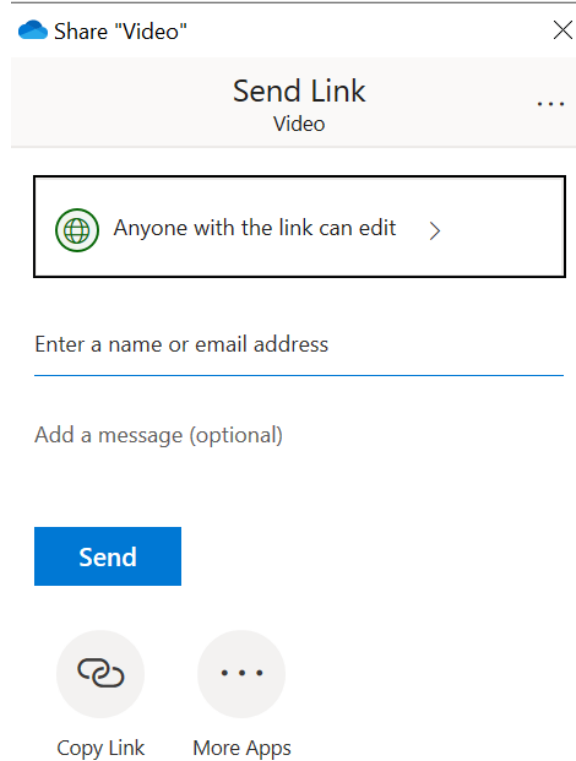 Share "Video"
Send Link
Video
Anyone with the link can edit
Enter a name or email address
Add a message (optional)
Send
Copy Link
More Apps